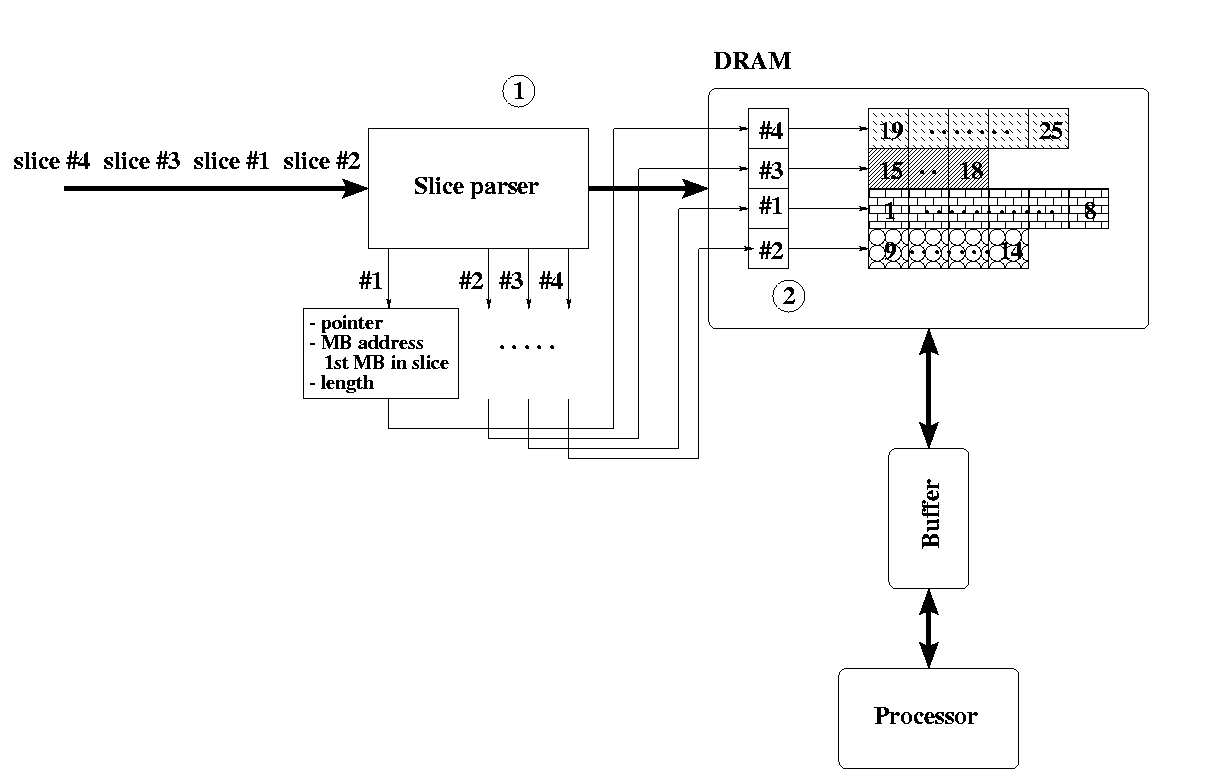 DRAM
1
slice #4 slice #3 slice #1 slice #2
Slice parser
#4
19 . . . . . . . 25
#3
15 . . 18
#1
1 . . . . . . . . . . . 8
#2
9 . . . . . . 14
#1
#2
#3
#4
2
- pointer
- MB address
1st MB in slice
- length
. . . . .
Buffer
Processor